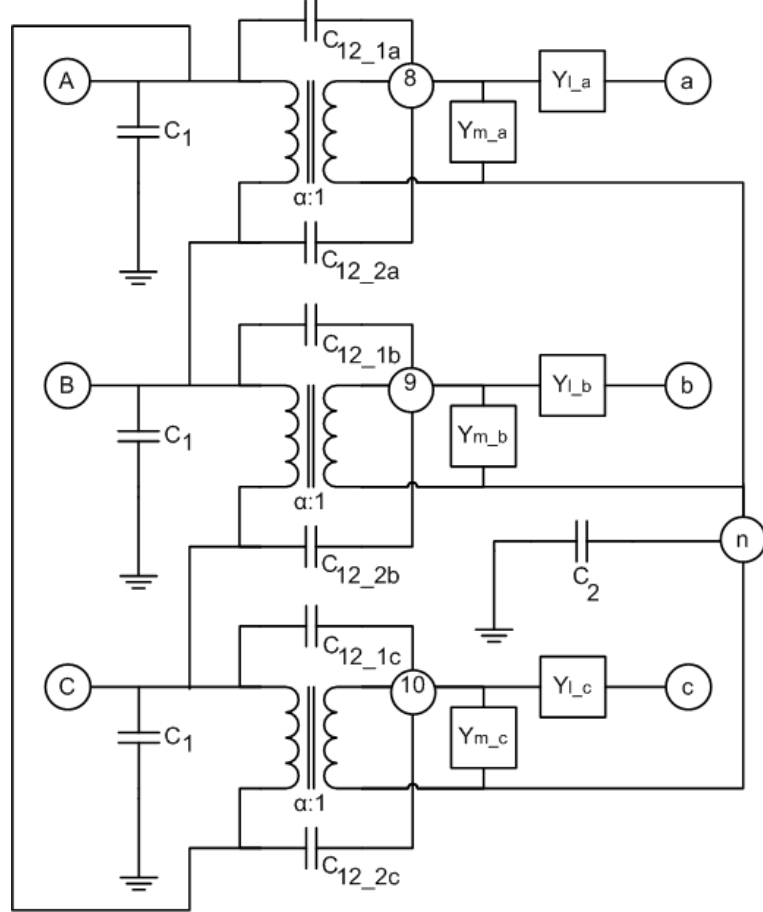 C12_1a
A
8
Yl_a
a
C1
Ym_a
α:1
C12_2a
C12_1b
B
9
Yl_b
b
C1
Ym_b
α:1
n
C12_2b
C2
C12_1c
C
10
Yl_c
c
C1
Ym_c
α:1
C12_2c